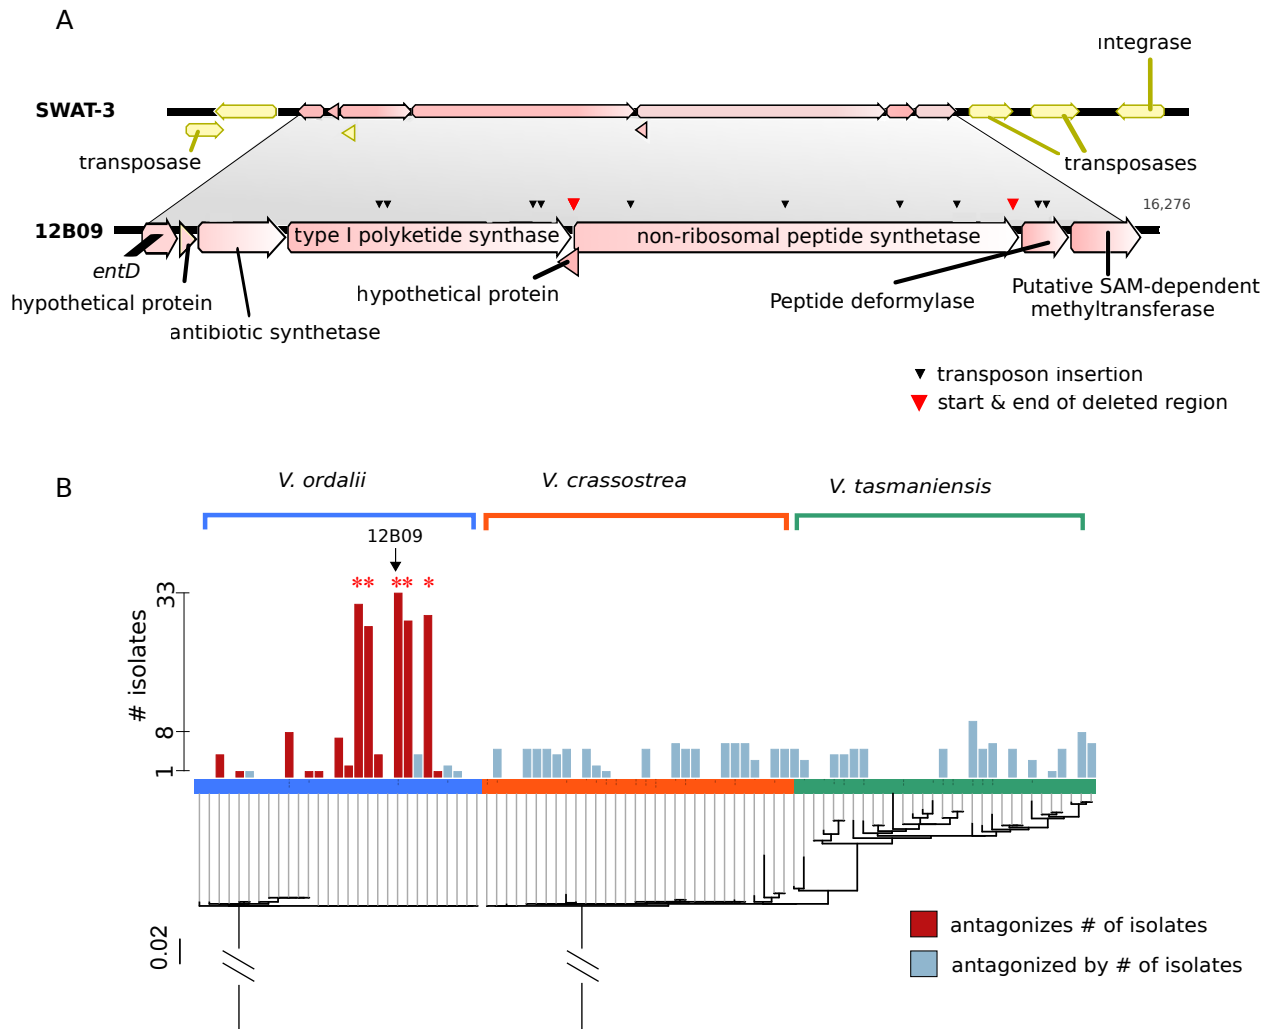 A
integrase
SWAT-3
transposase
transposases
16,276
12B09
type I polyketide synthase
non-ribosomal peptide synthetase
entD
hypothetical protein
hypothetical protein
Peptide deformylase
Putative SAM-dependent
methyltransferase
antibiotic synthetase
transposon insertion
start & end of deleted region
B
V. ordalii
V. crassostrea
V. tasmaniensis
12B09
** ** *
33
# isolates
8
1
0.02
antagonizes # of isolates
antagonized by # of isolates